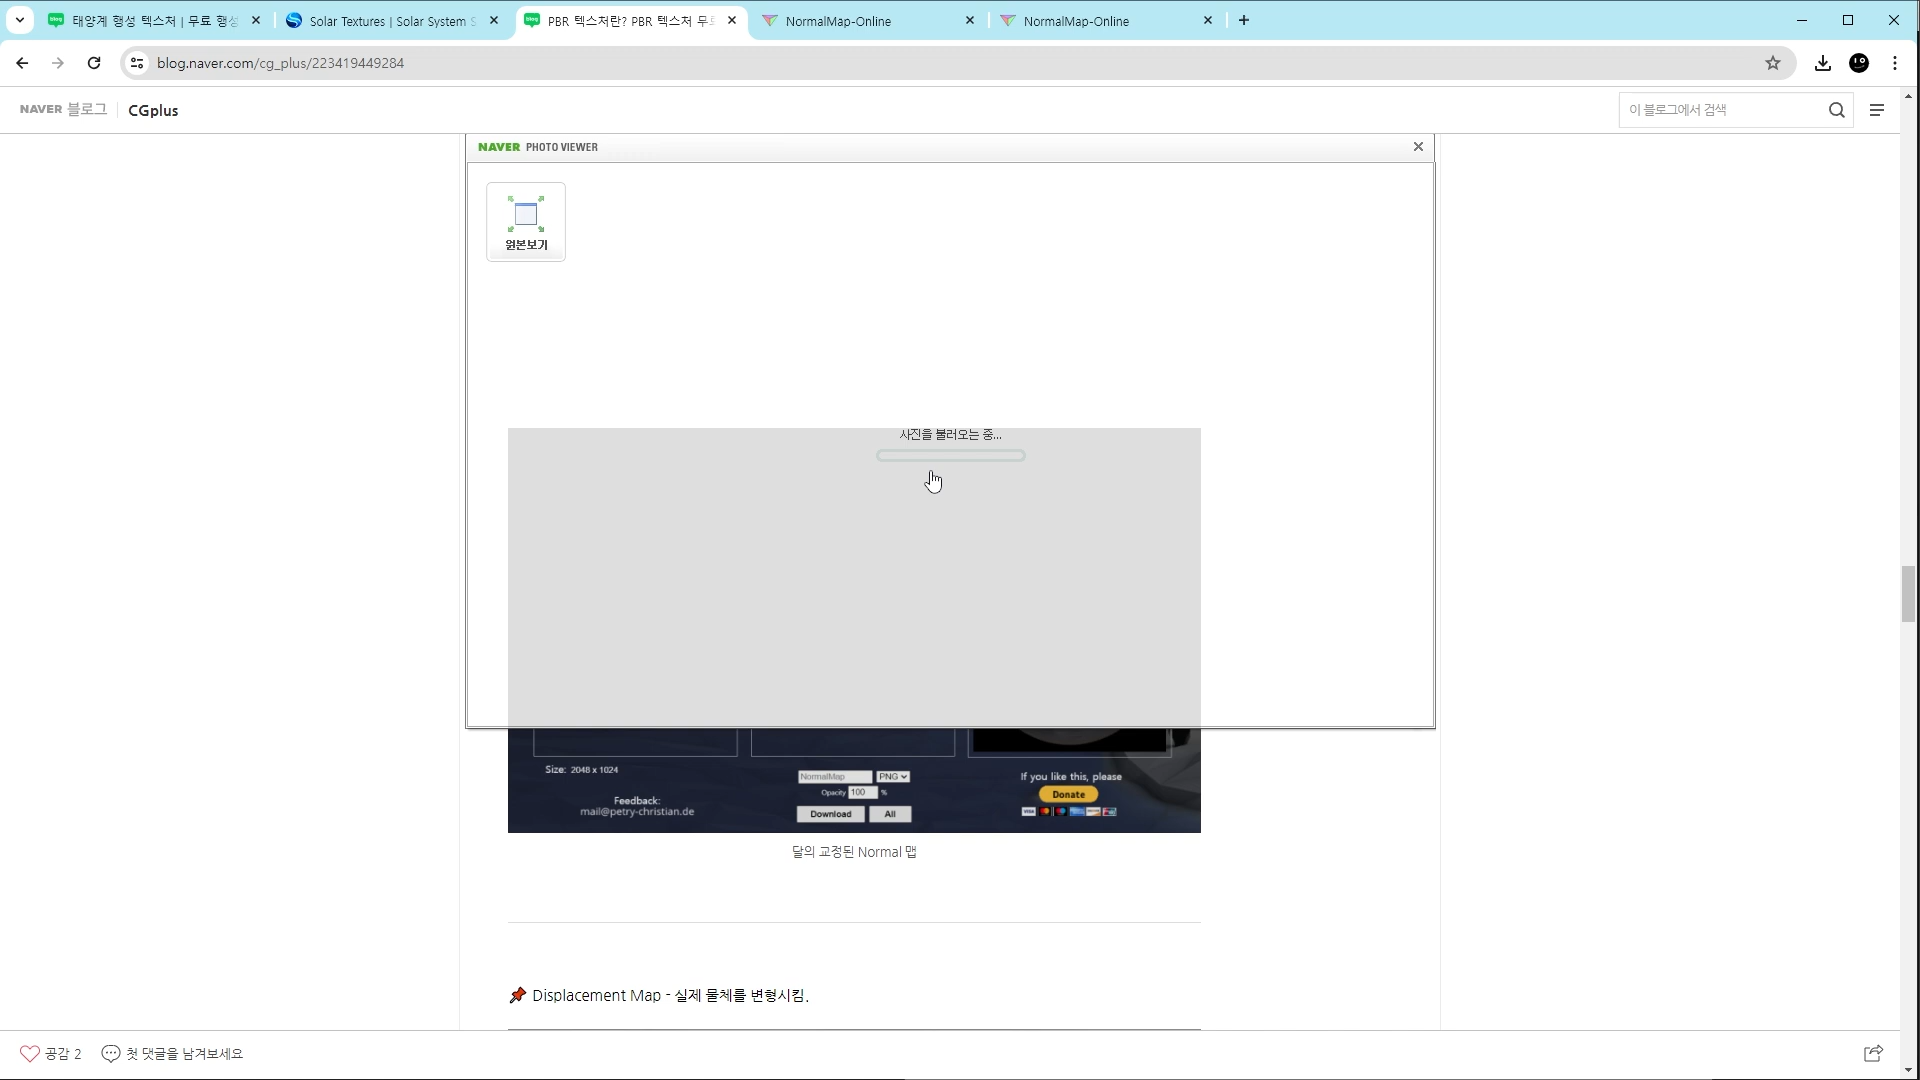 태양계 행성 텍스처 | 무료 행성
Solar Textures | Solar System S
PBR 텍스처란? PBR 텍스처 무료
NormalMap-Online
NormalMap-Online
blog.naver.com/cg_plus/223419449284
NAVER 블로그
CGplus
이 블로그에서 검색
NAVER PHOTO VIEWER
원본보기
사진을 불러오는 중...
Size: 2048 x 1024
NormalMap
PNG
If you like this, please
Opacity 100 %
Donate
Feedback:
mail@petry-christian.de
Download
All
달의 교정된 Normal 맵
Displacement Map - 실제 물체를 변형시킴.
공감 2
첫 댓글을 남겨보세요